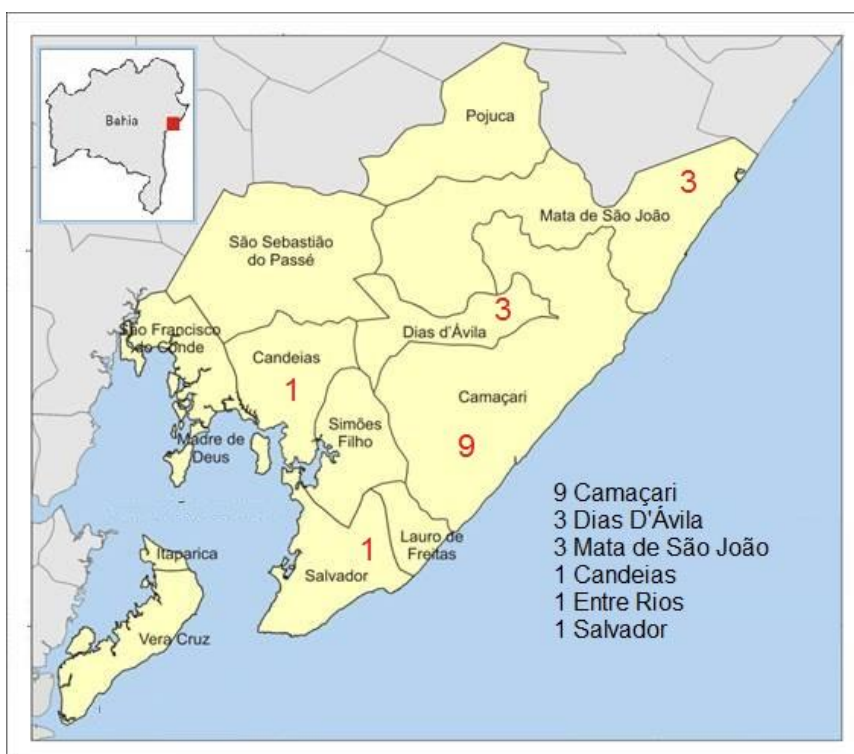 Bahia
Pojuca
3
Mata de São João
São Sebastião
do Passé
3
São Francisco
do Conde
Dias d'Ávila
Candeias
1
Camaçari
Simões
Filho
9
Madre de
Deus
Lauro de
Freitas
1
Salvador
Itaparica
Vera Cruz
9 Camaçari
3 Dias D'Ávila
3 Mata de São João
1 Candeias
1 Entre Rios
1 Salvador